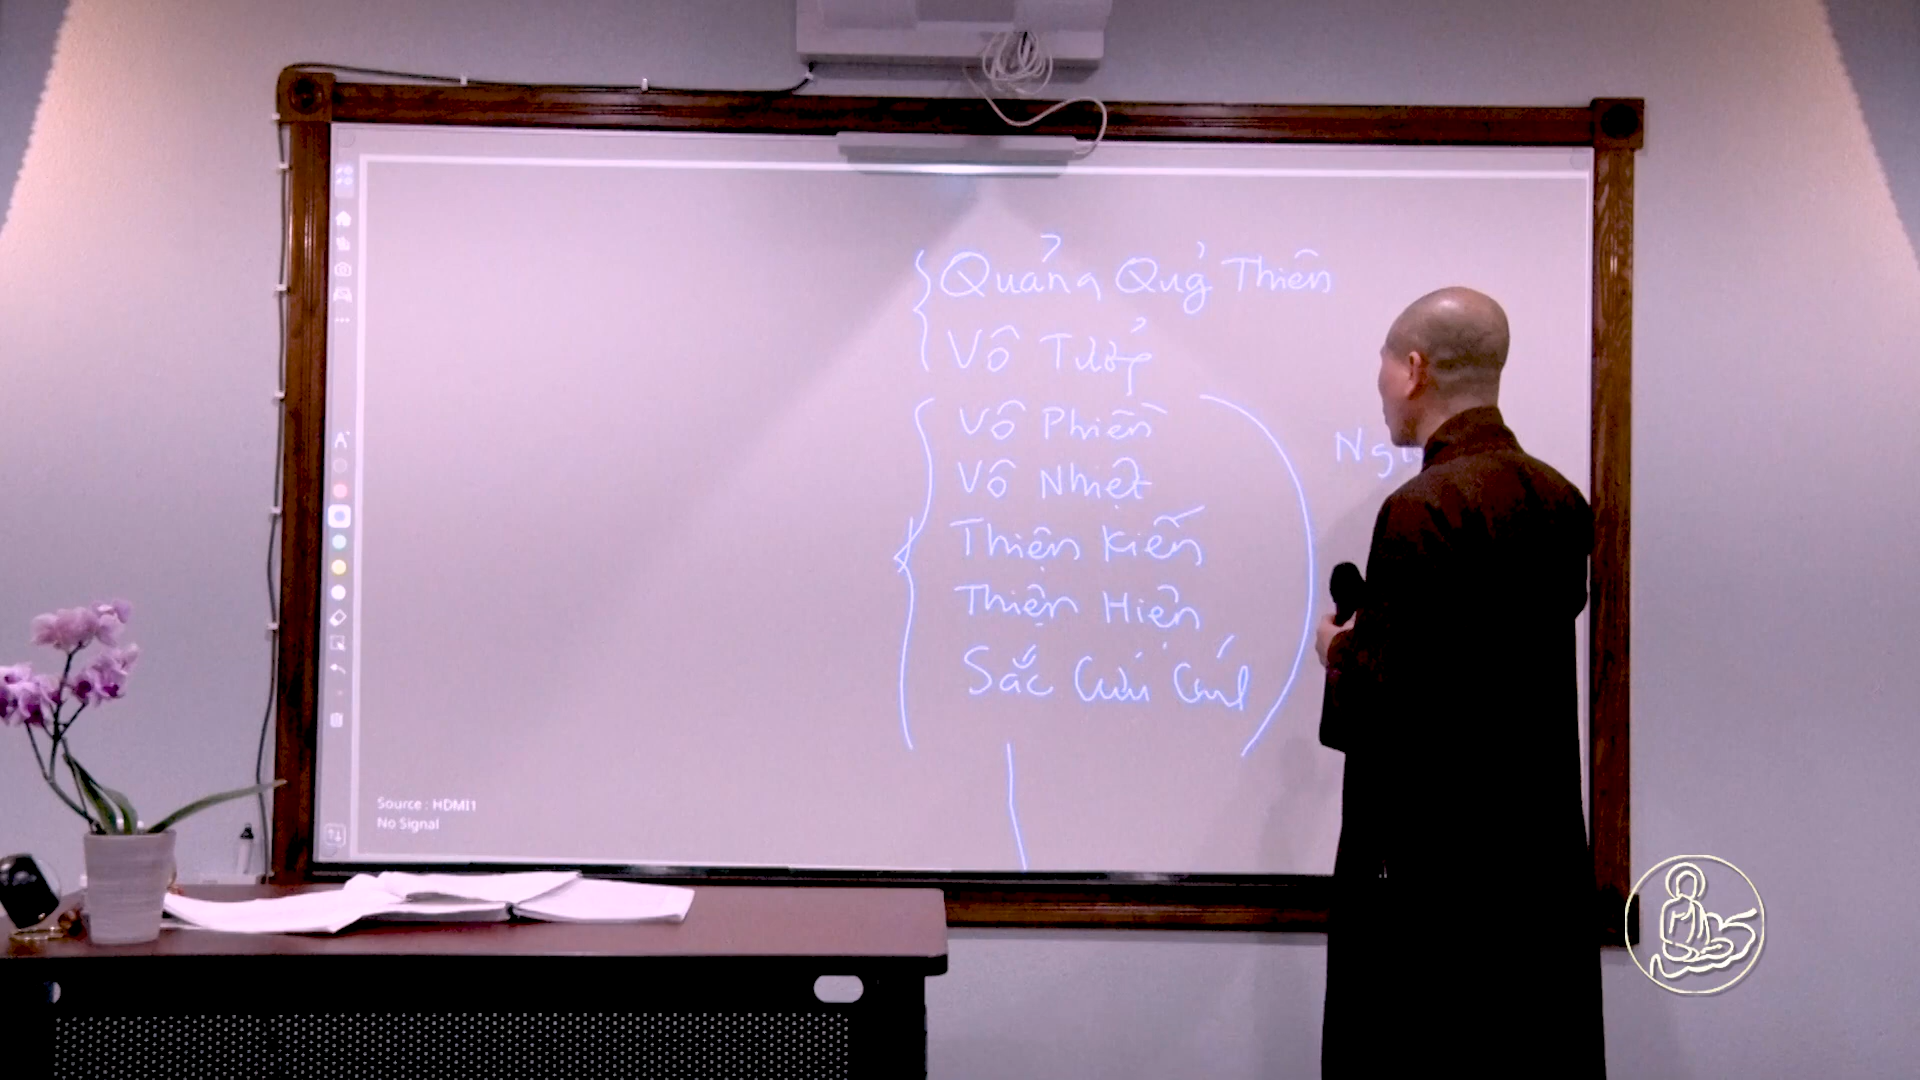 Quảng Quả Thiên
Vô Tưởng
Vô Phiền
Vô Nhiệt
Thiện Kiến
Thiện Hiện
Sắc Cứu Cánh
Source : HDMI1
No Signal